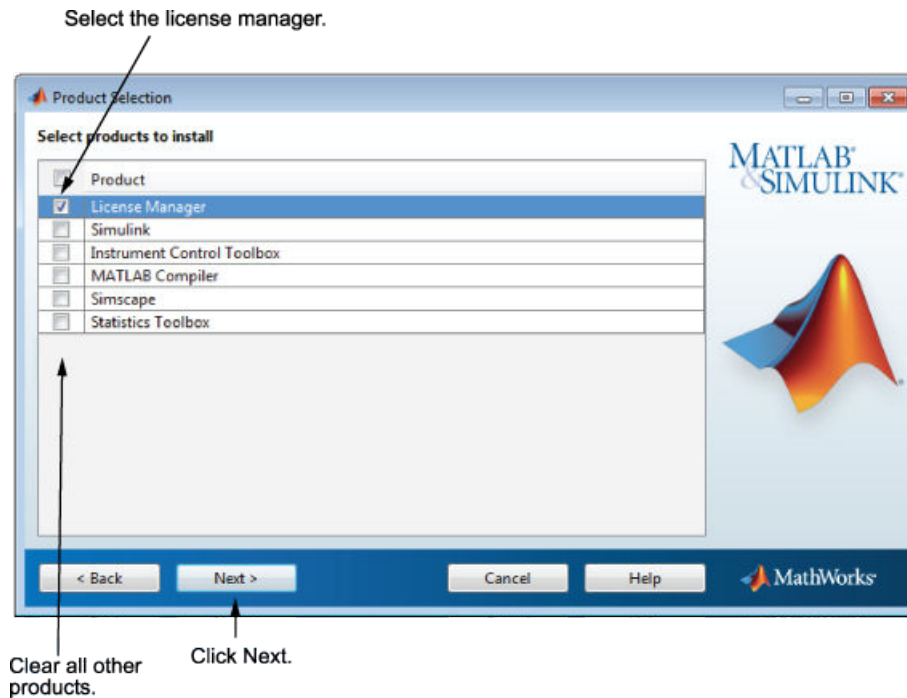 Select the license manager.
Product Selection
Select products to install
Product
License Manager
Simulink
Instrument Control Toolbox
MATLAB Compiler
Simscape
Statistics Toolbox
MATLAB®
&SIMULINK®
< Back
Next >
Cancel
Help
MathWorks®
Click Next.
Clear all other
products.